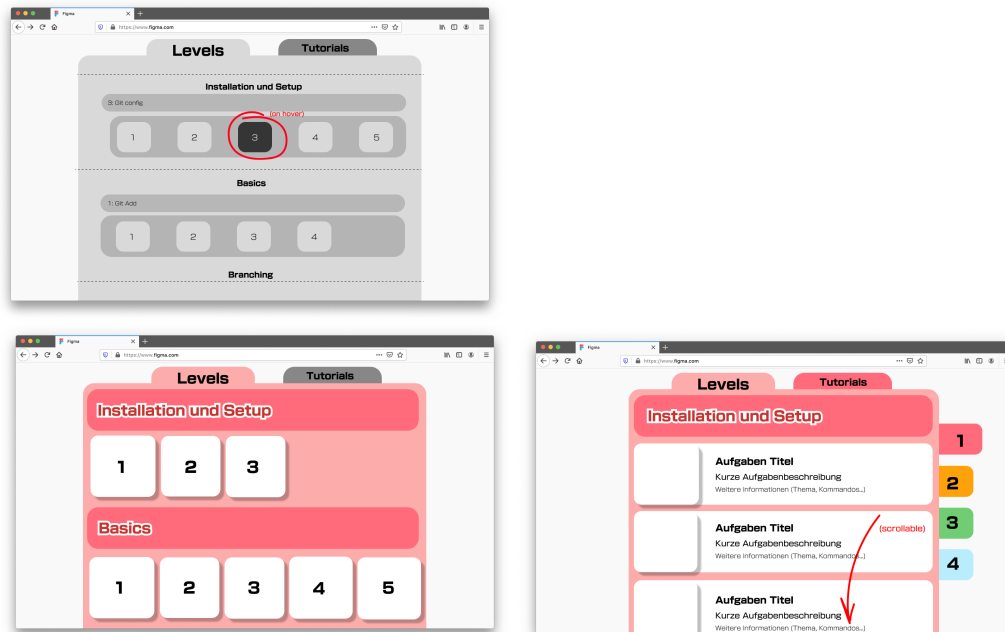 Figma
https://www.figma.com
Levels
Tutorials
Installation und Setup
3: Git config
(on hover)
1 2 3 4 5
Basics
1: Git Add
1 2 3 4
Branching
Figma
https://www.figma.com
Levels
Tutorials
Installation und Setup
1 2 3
Basics
1 2 3 4 5
Figma
https://www.figma.com
Levels
Tutorials
Installation und Setup
1
Aufgaben Titel
Kurze Aufgabenbeschreibung
Weitere Informationen (Thema, Kommandos...)
2
Aufgaben Titel
(scrollable)
3
Kurze Aufgabenbeschreibung
Weitere Informationen (Thema, Kommandos...)
4
Aufgaben Titel
Kurze Aufgabenbeschreibung
Weitere Informationen (Thema, Kommandos...)